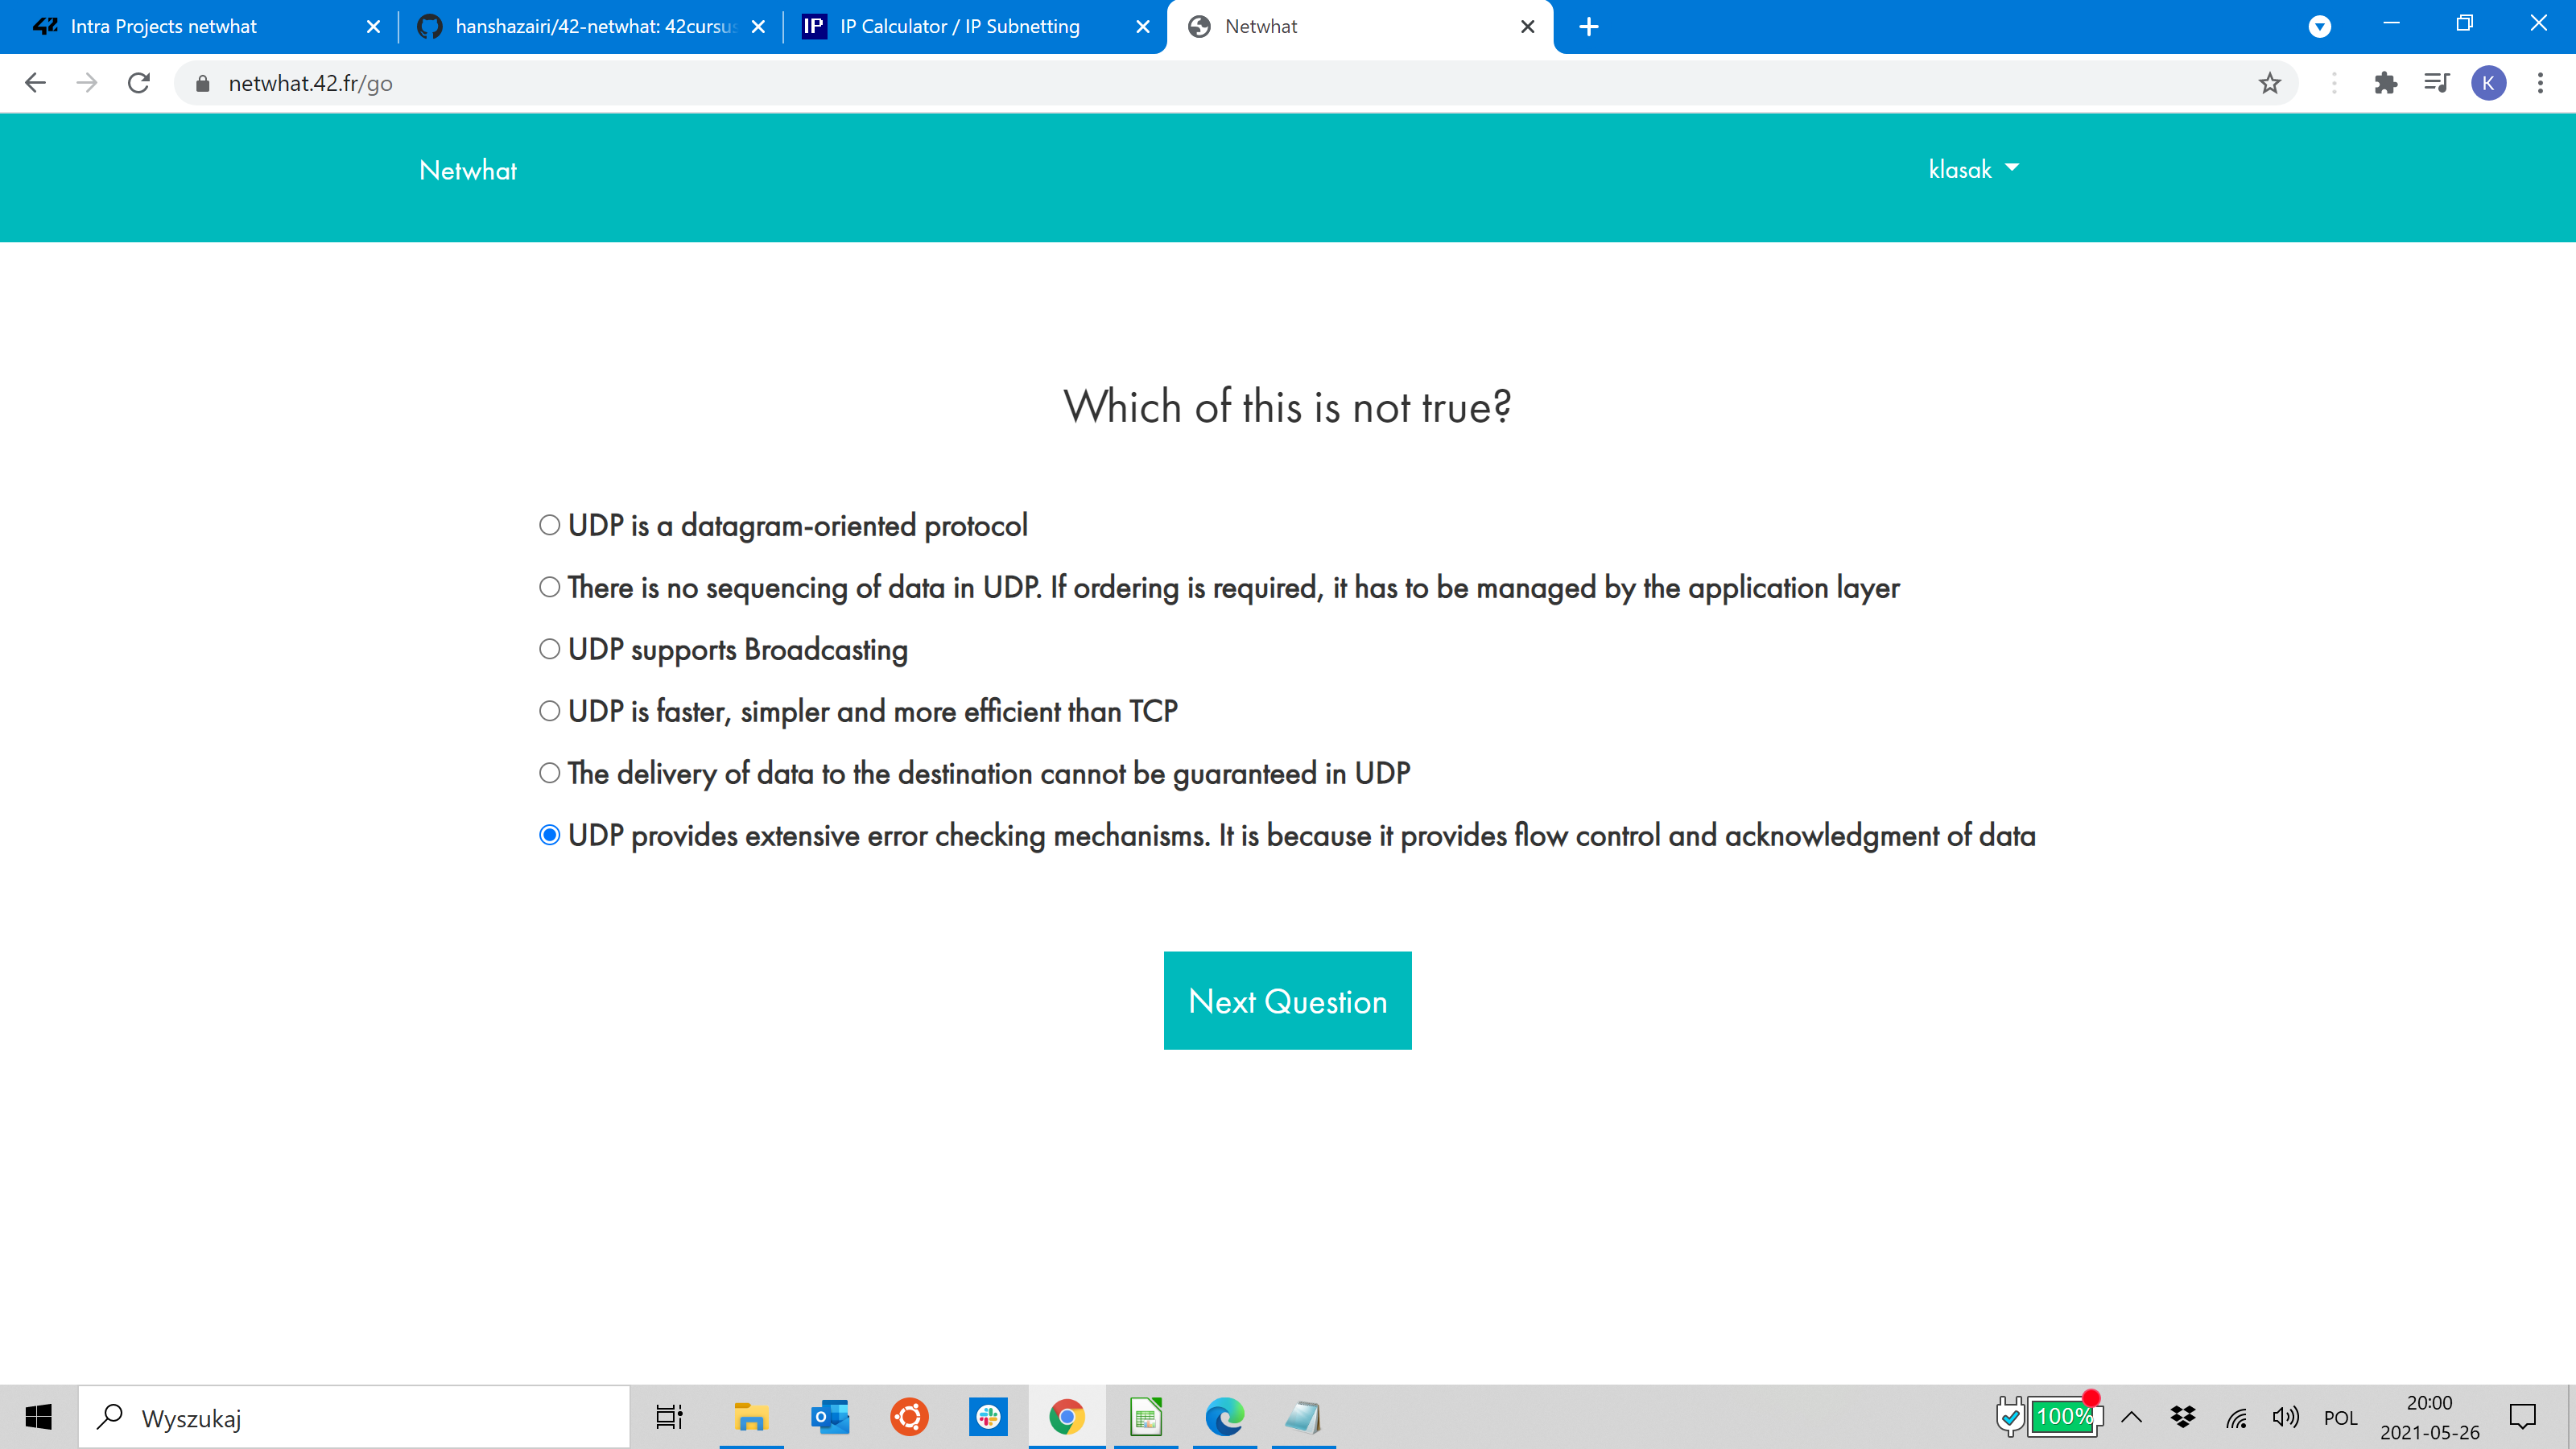 Intra Projects netwhat
hanshazairi/42-netwhat: 42cursus
IP
IP Calculator / IP Subnetting
Netwhat
netwhat.42.fr/go
K
Netwhat
klasak
Which of this is not true?
UDP is a datagram-oriented protocol
There is no sequencing of data in UDP. If ordering is required, it has to be managed by the application layer
UDP supports Broadcasting
UDP is faster, simpler and more efficient than TCP
The delivery of data to the destination cannot be guaranteed in UDP
UDP provides extensive error checking mechanisms. It is because it provides flow control and acknowledgment of data
Next Question
Wyszukaj
100%
POL
20:00
2021-05-26